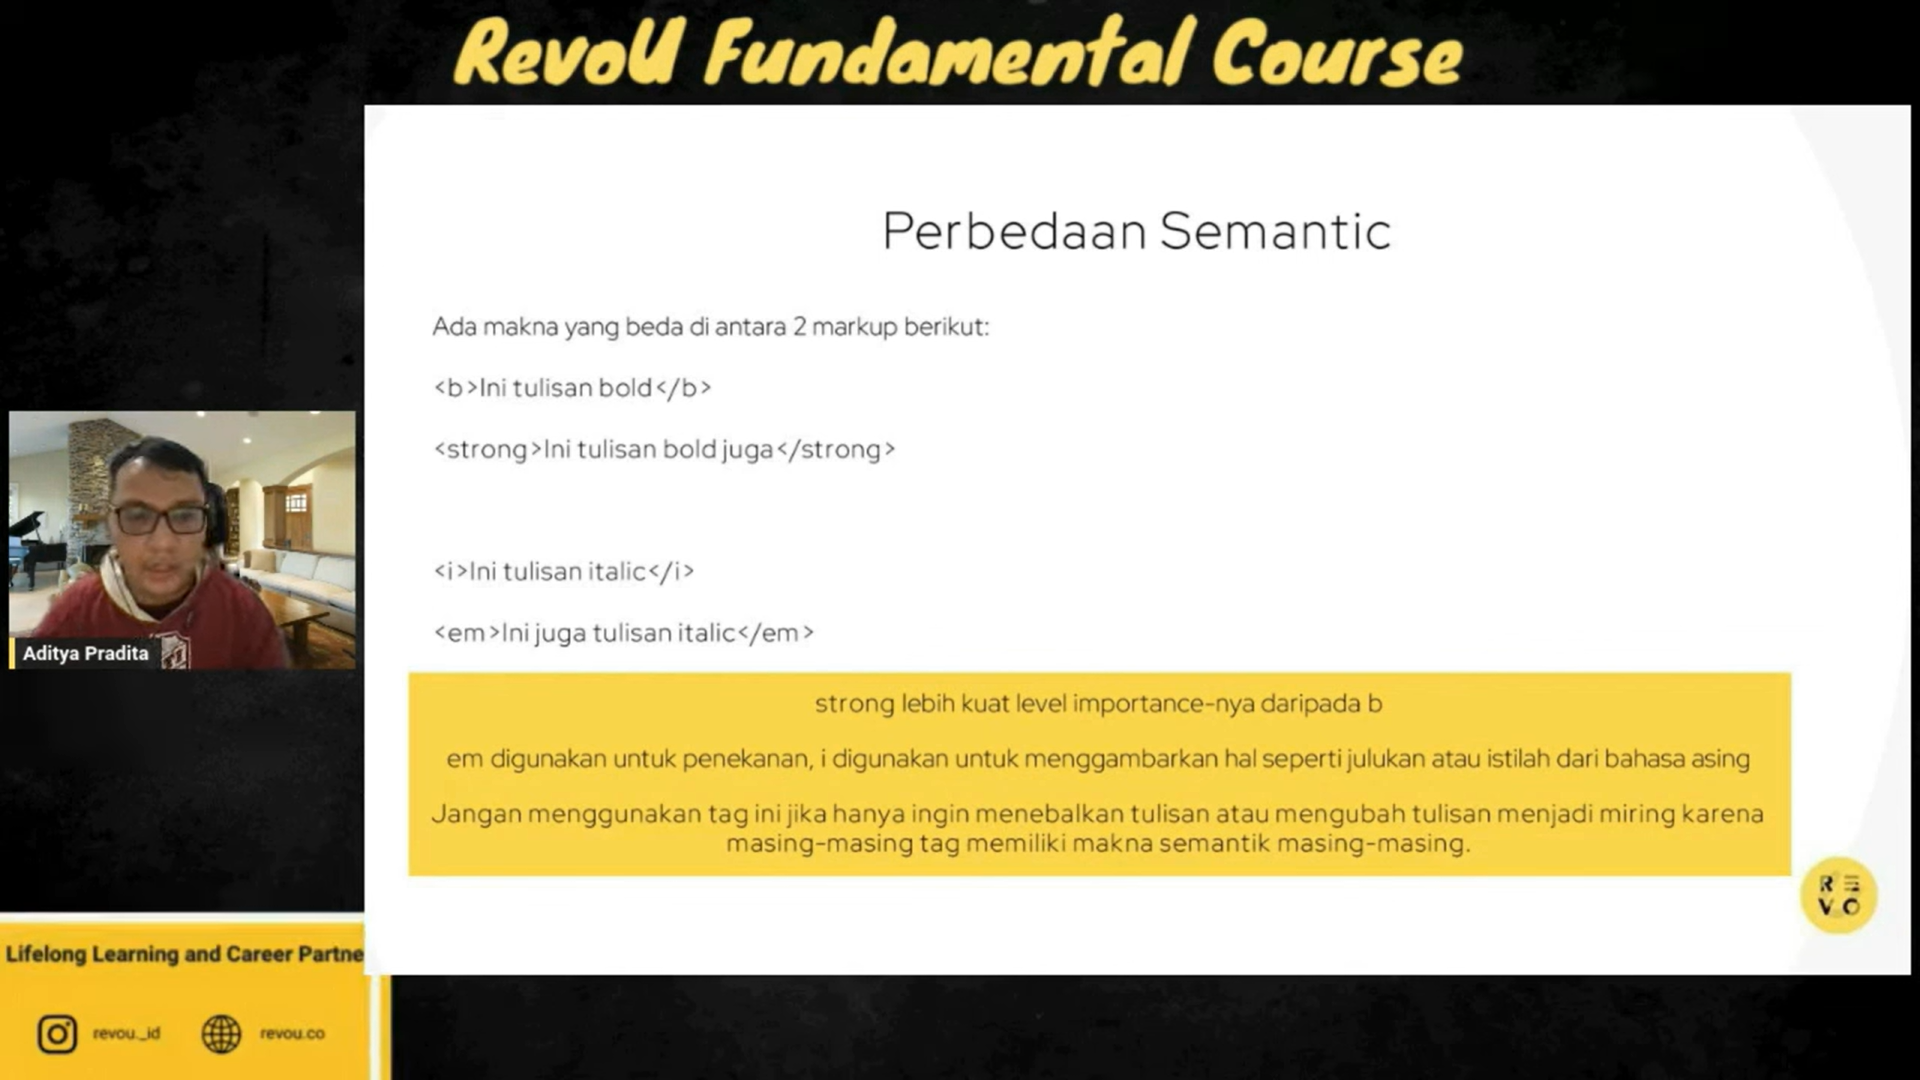 RevoU Fundamental Course
Perbedaan Semantic
Ada makna yang beda di antara 2 markup berikut:
<b>Ini tulisan bold</b>
<strong>Ini tulisan bold juga</strong>
<i>Ini tulisan italic</i>
<em>Ini juga tulisan italic</em>
strong lebih kuat level importance-nya daripada b
em digunakan untuk penekanan, i digunakan untuk menggambarkan hal seperti julukan atau istilah dari bahasa asing
Jangan menggunakan tag ini jika hanya ingin menebalkan tulisan atau mengubah tulisan menjadi miring karena
masing-masing tag memiliki makna semantik masing-masing.
Aditya Pradita
Lifelong Learning and Career Partne
revou_id
revou.co
R E
V O